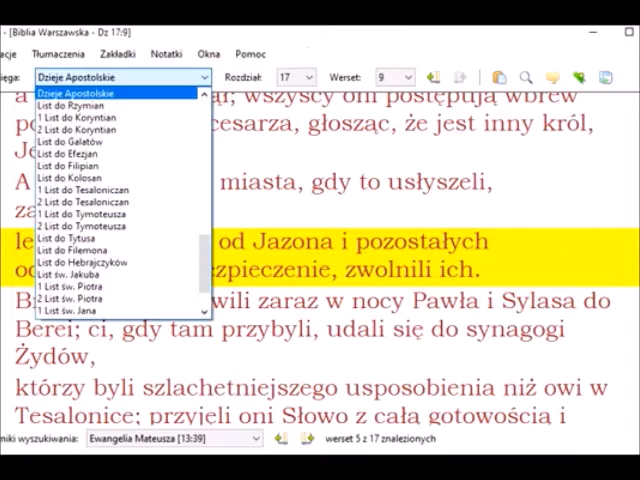 - [Biblia Warszawska - Dz 17:9]
acje Tłumaczenia Zakładki Notatki Okna Pomoc
ięga: Dzieje Apostolskie Rozdział: 17 Werset: 9
Dzieje Apostolskie
List do Rzymian
1 List do Koryntian
2 List do Koryntian
List do Galatów
List do Efezjan
List do Filipian
List do Kolosan
1 List do Tesaloniczan
2 List do Tesaloniczan
1 List do Tymoteusza
2 List do Tymoteusza
List do Tytusa
List do Filemona
List do Hebrajczyków
List św. Jakuba
1 List św. Piotra
2 List św. Piotra
1 List św. Jana
wszyscy oni postępują wbrew
cesarza, głosząc, że jest inny król,
Je
A miasta, gdy to usłyszeli,
za
le od Jazona i pozostałych
od zpieczenie, zwolnili ich.
wili zaraz w nocy Pawła i Sylasa do
Berei; ci, gdy tam przybyli, udali się do synagogi
Żydów,
którzy byli szlachetniejszego usposobienia niż owi w
Tesalonice; przyjęli oni Słowo z całą gotowością i
niki wyszukiwania: Ewangelia Mateusza [13:39] werset 5 z 17 znalezionych